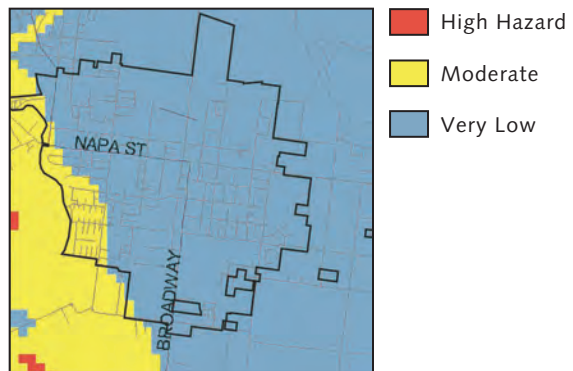 High Hazard
Moderate
Very Low
NAPA ST
BROADWAY